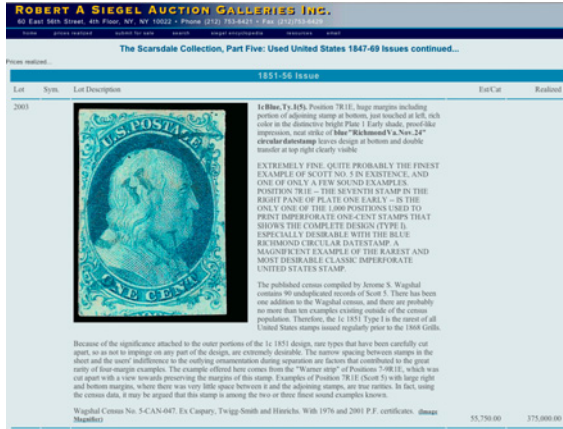 ROBERT A SIEGEL AUCTION GALLERIES INC.
60 East 56th Street, 4th Floor, NY, NY 10022 • Phone (212) 753-6421 • Fax (212)753-6429
home prices realized submit for sale search siegel encyclopedia resources email
The Scarsdale Collection, Part Five: Used United States 1847-69 Issues continued...
Prices realized...
1851-56 Issue
Lot Sym. Lot Description Est/Cat Realized
2003
U.S. POSTAGE
ONE CENT
1c Blue, Ty. I (5). Position 7R1E, huge margins including
portion of adjoining stamp at bottom, just touched at left, rich
color in the distinctive bright Plate 1 Early shade, proof-like
impression, neat strike of blue "Richmond Va. Nov. 24"
circular datestamp leaves design at bottom and double
transfer at top right clearly visible
EXTREMELY FINE. QUITE PROBABLY THE FINEST
EXAMPLE OF SCOTT NO. 5 IN EXISTENCE, AND
ONE OF ONLY A FEW SOUND EXAMPLES.
POSITION 7R1E -- THE SEVENTH STAMP IN THE
RIGHT PANE OF PLATE ONE EARLY -- IS THE
ONLY ONE OF THE 1,000 POSITIONS USED TO
PRINT IMPERFORATE ONE-CENT STAMPS THAT
SHOWS THE COMPLETE DESIGN (TYPE I).
ESPECIALLY DESIRABLE WITH THE BLUE
RICHMOND CIRCULAR DATESTAMP. A
MAGNIFICENT EXAMPLE OF THE RAREST AND
MOST DESIRABLE CLASSIC IMPERFORATE
UNITED STATES STAMP.
The published census compiled by Jerome S. Wagshal
contains 90 unduplicated records of Scott 5. There has been
one addition to the Wagshal census, and there are probably
no more than ten examples existing outside of the census
population. Therefore, the 1c 1851 Type I is the rarest of all
United States stamps issued regularly prior to the 1868 Grills.
Because of the significance attached to the outer portions of the 1c 1851 design, rare types that have been carefully cut
apart, so as not to impinge on any part of the design, are extremely desirable. The narrow spacing between stamps in the
sheet and the users' indifference to the outlying ornamentation during separation are factors that contributed to the great
rarity of four-margin examples. The example offered here comes from the "Warner strip" of Positions 7-9R1E, which was
cut apart with a view towards preserving the margins of this stamp. Examples of Position 7R1E (Scott 5) with large right
and bottom margins, where there was very little space between it and the adjoining stamps, are true rarities. In fact, using
the census data, it may be argued that this stamp is among the two or three finest sound examples known.
Wagshal Census No. 5-CAN-047. Ex Caspary, Twigg-Smith and Hinrichs. With 1976 and 2001 P.F. certificates. (Image
Magnifier) 55,750.00 375,000.00